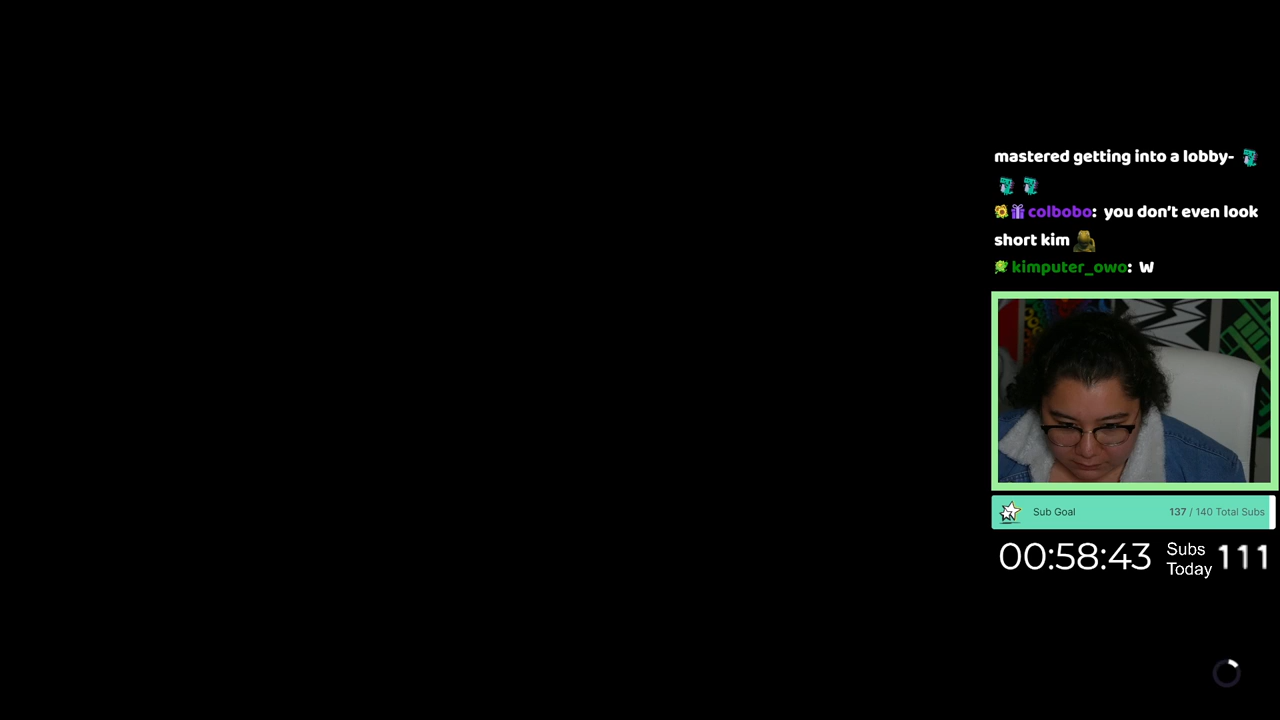 mastered getting into a lobby-
colbobo: you don't even look
short kim
kimputer_owo: W
Sub Goal 137 / 140 Total Subs
00:58:43 Subs Today 111